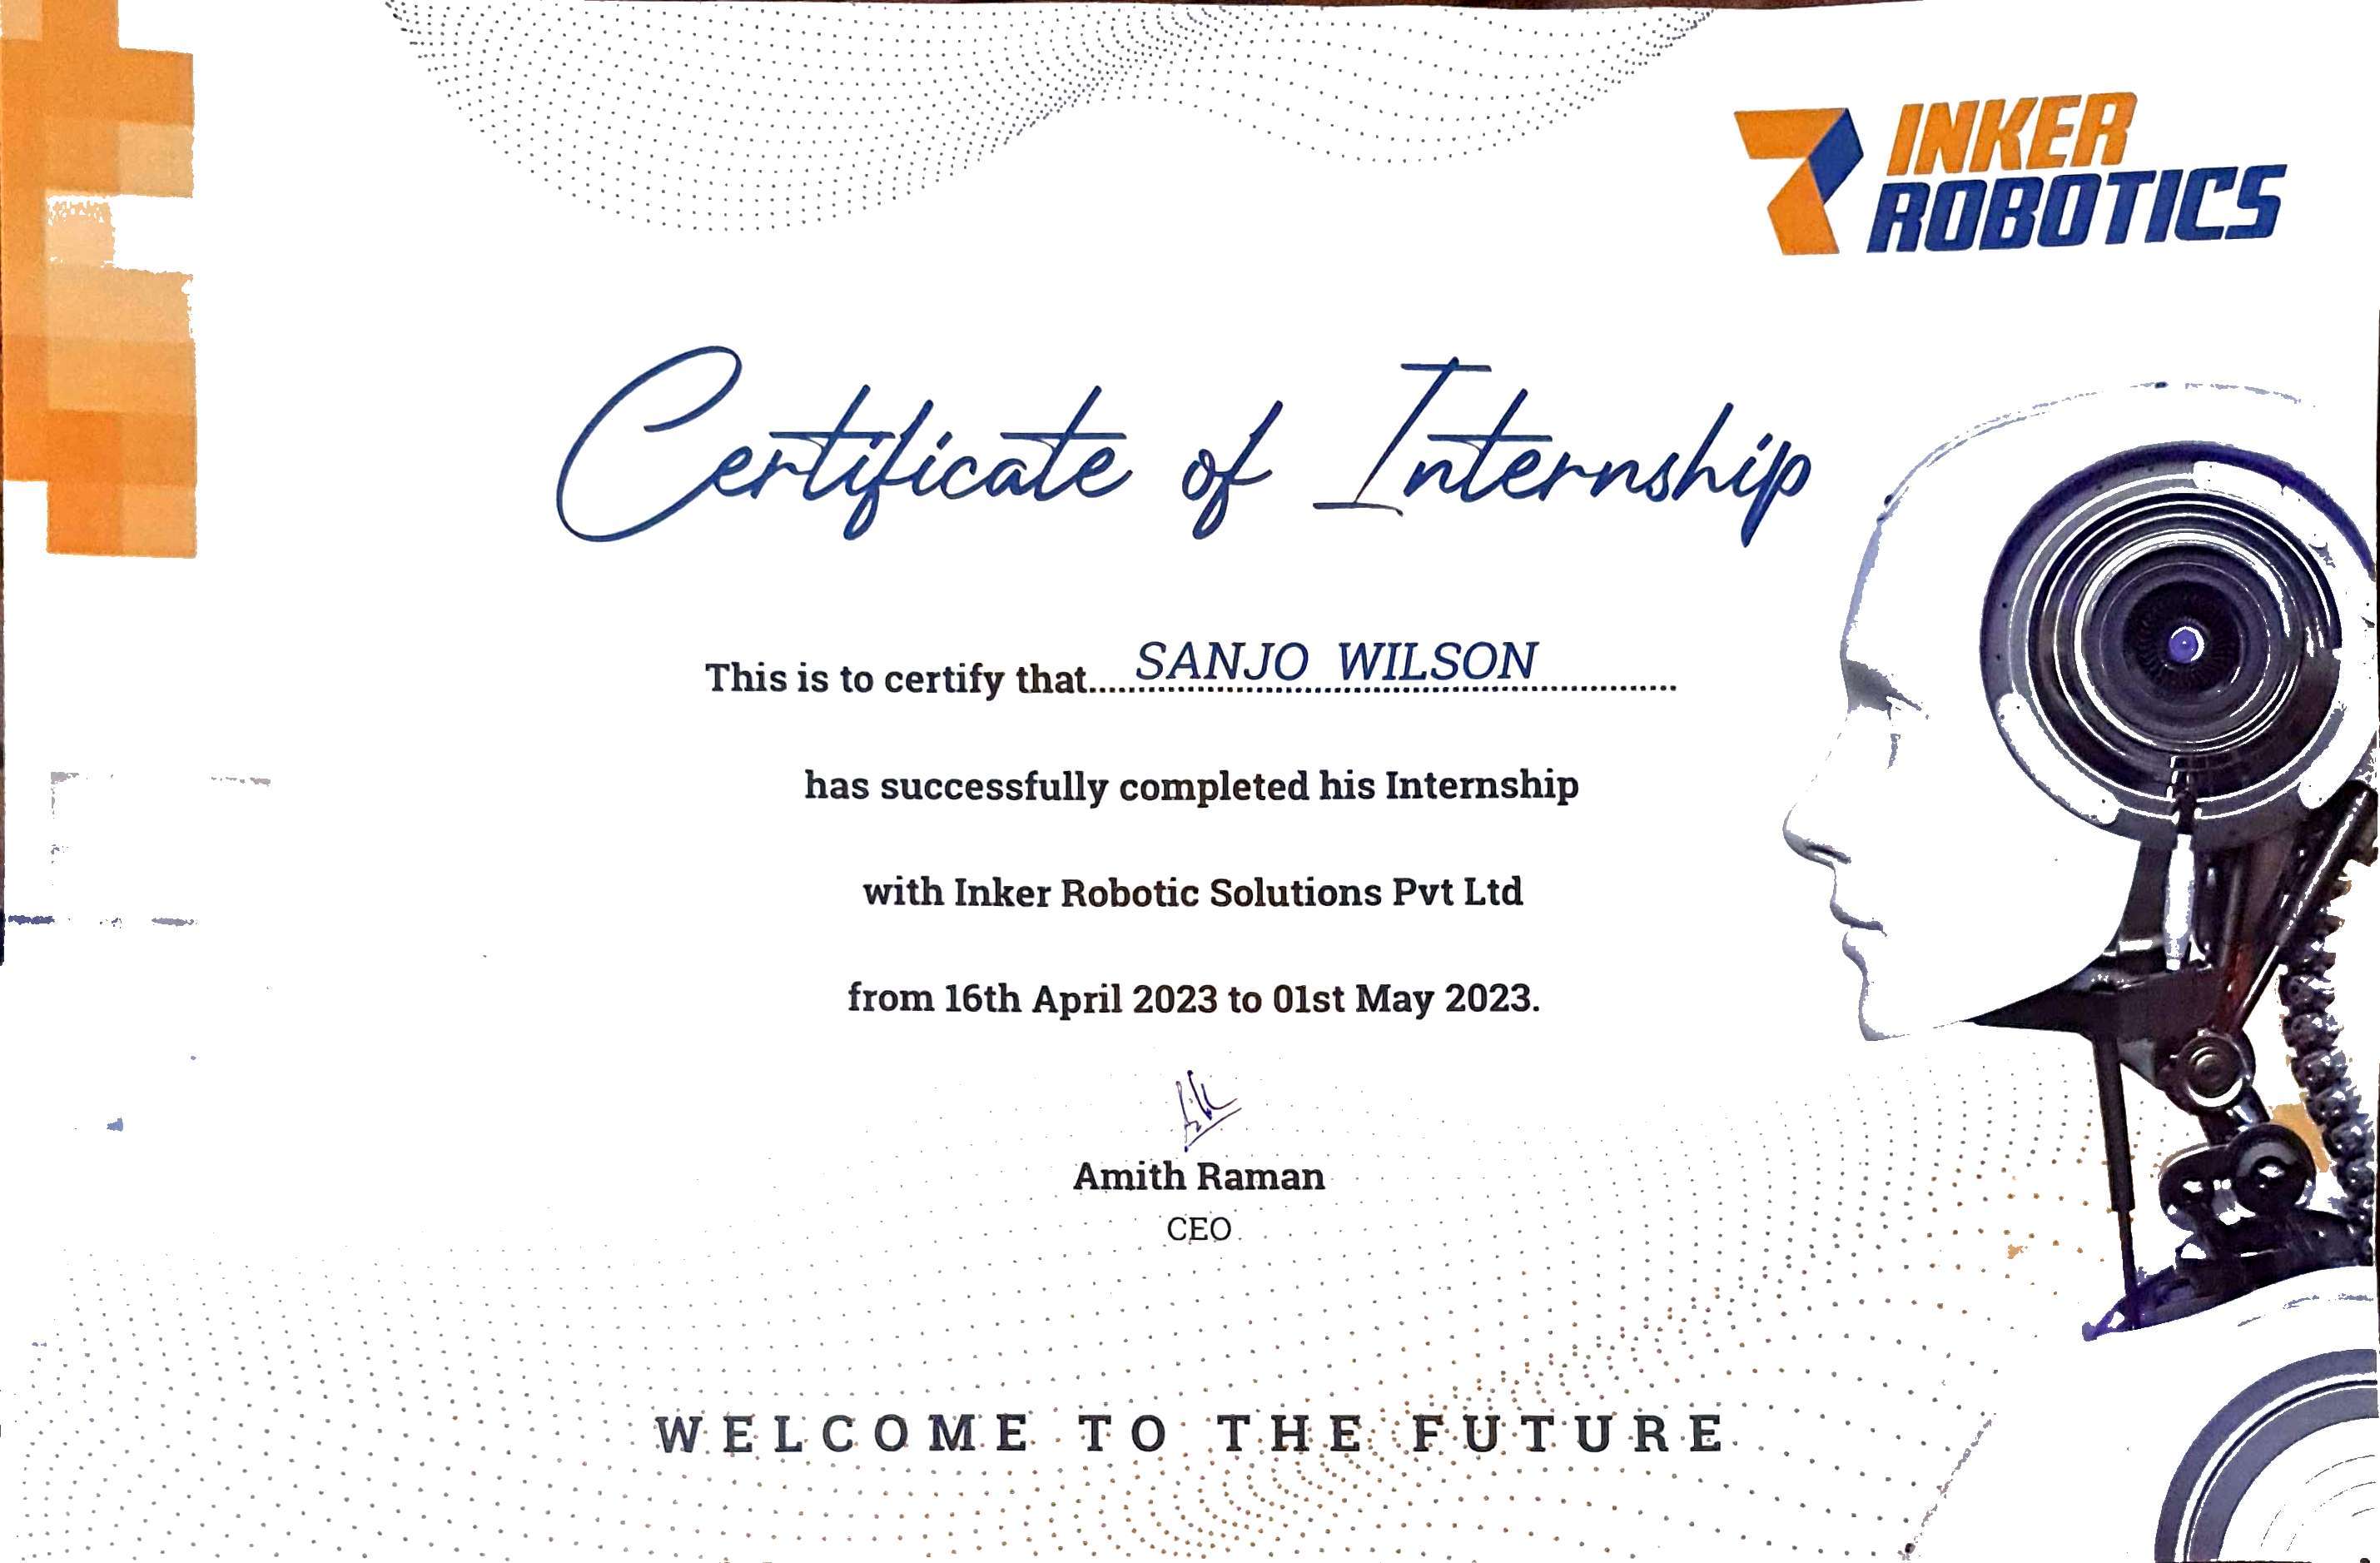 INKER
ROBOTICS
Certificate of Internship
This is to certify that.....SANJO WILSON.....
has successfully completed his Internship
with Inker Robotic Solutions Pvt Ltd
from 16th April 2023 to 01st May 2023.
Amith Raman
CEO
WELCOME TO THE FUTURE